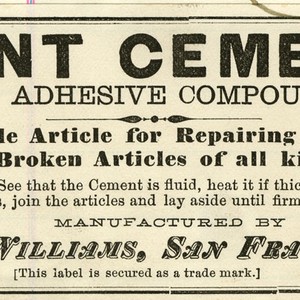 NT CEME
ADHESIVE COMPOU
le Article for Repairing
Broken Articles of all ki
See that the Cement is fluid, heat it if thic
s, join the articles and lay aside until firm
MANUFACTURED BY
WILLIAMS, SAN FRA
[This label is secured as a trade mark.]